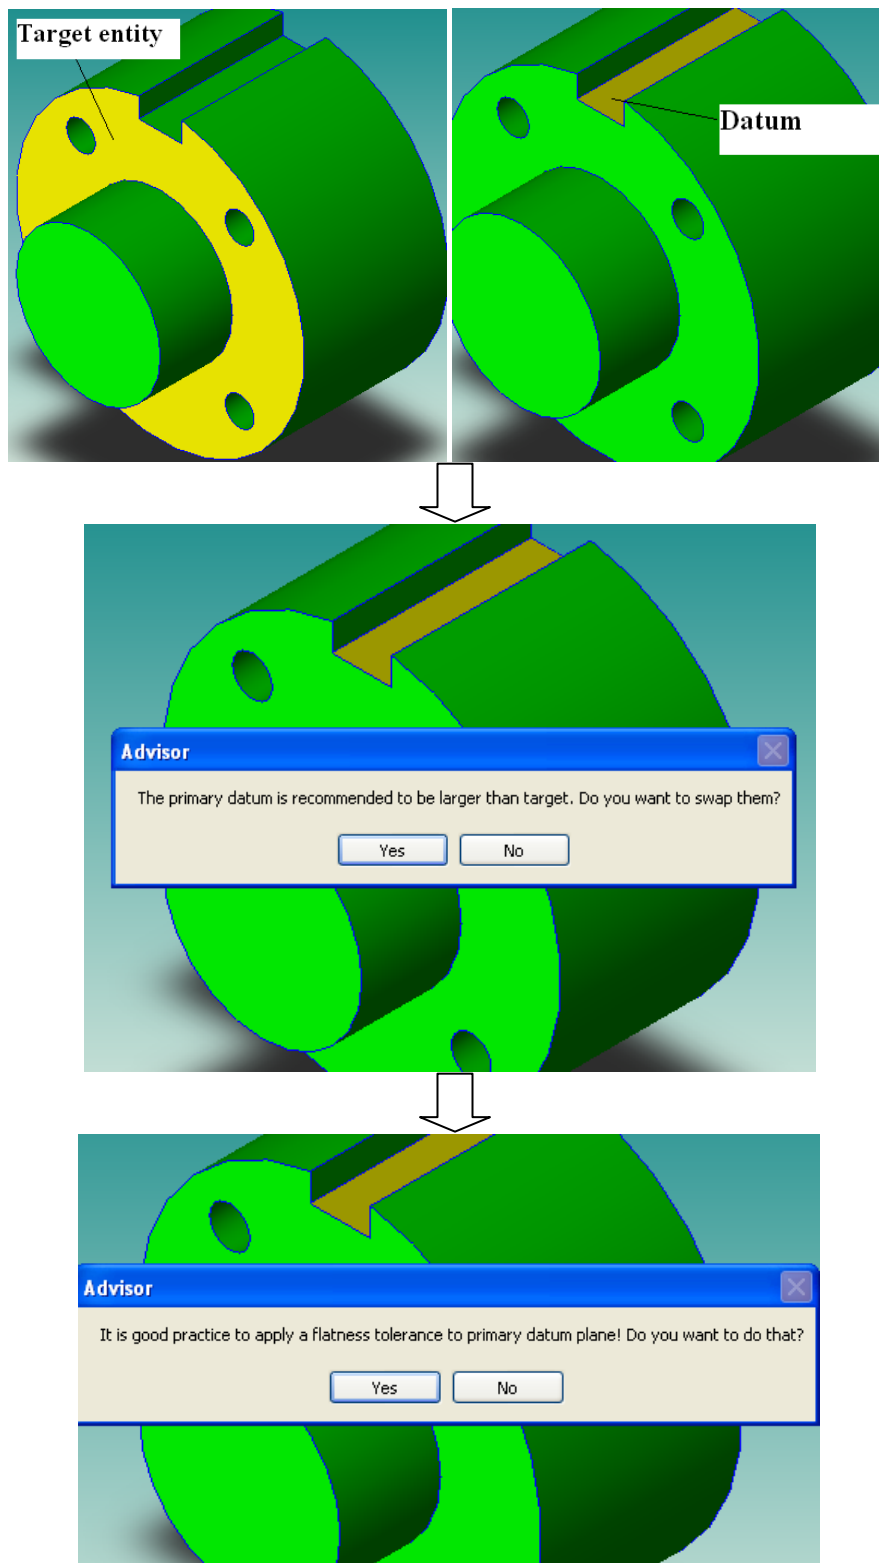 Target entity
Datum
Advisor
The primary datum is recommended to be larger than target. Do you want to swap them?
Yes No
Advisor
It is good practice to apply a flatness tolerance to primary datum plane! Do you want to do that?
Yes No